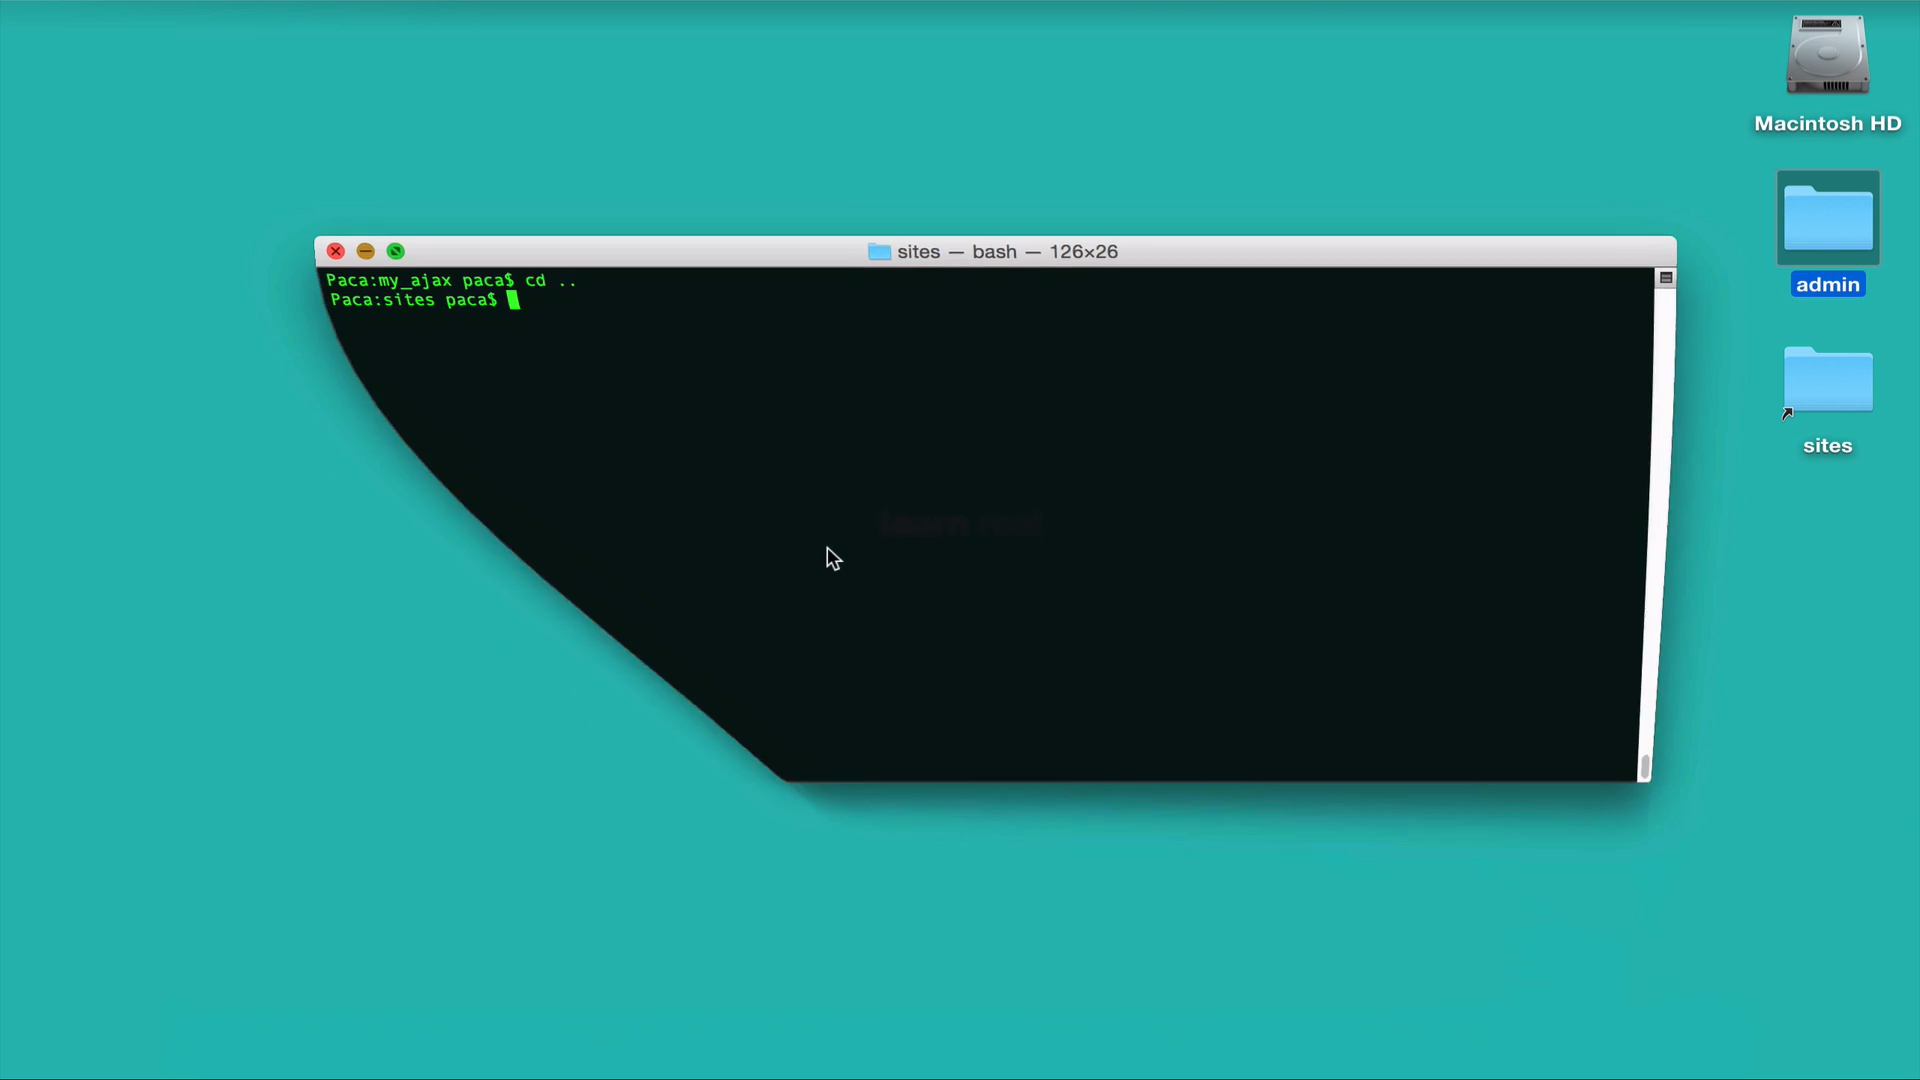 Macintosh HD
sites — bash — 126×26
Paca:my_ajax paca$ cd ..
Paca:sites paca$
admin
sites